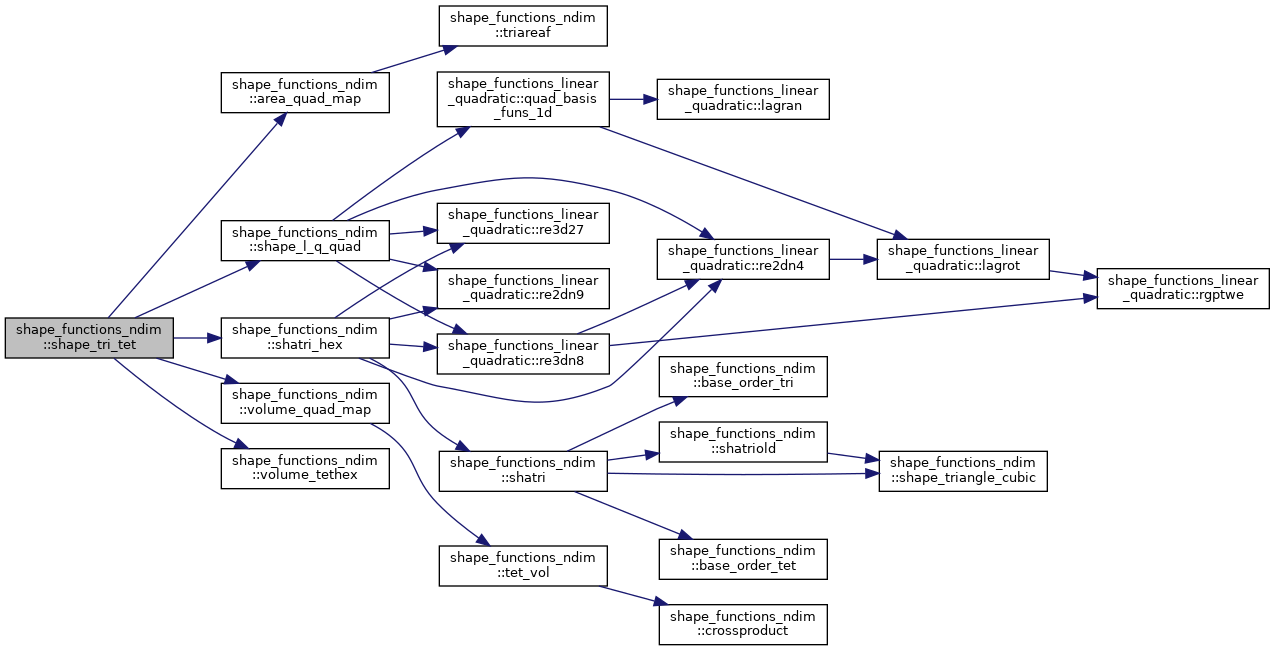 shape_functions_ndim
::triareaf
shape_functions_ndim
::area_quad_map
shape_functions_linear
_quadratic::quad_basis
_funs_1d
shape_functions_linear
_quadratic::lagran
shape_functions_ndim
::shape_l_q_quad
shape_functions_linear
_quadratic::re3d27
shape_functions_linear
_quadratic::re2dn4
shape_functions_linear
_quadratic::lagrot
shape_functions_linear
_quadratic::re2dn9
shape_functions_linear
_quadratic::rgptwe
shape_functions_ndim
::shape_tri_tet
shape_functions_ndim
::shatri_hex
shape_functions_linear
_quadratic::re3dn8
shape_functions_ndim
::base_order_tri
shape_functions_ndim
::volume_quad_map
shape_functions_ndim
::shatriold
shape_functions_ndim
::volume_tethex
shape_functions_ndim
::shatri
shape_functions_ndim
::shape_triangle_cubic
shape_functions_ndim
::base_order_tet
shape_functions_ndim
::tet_vol
shape_functions_ndim
::crossproduct